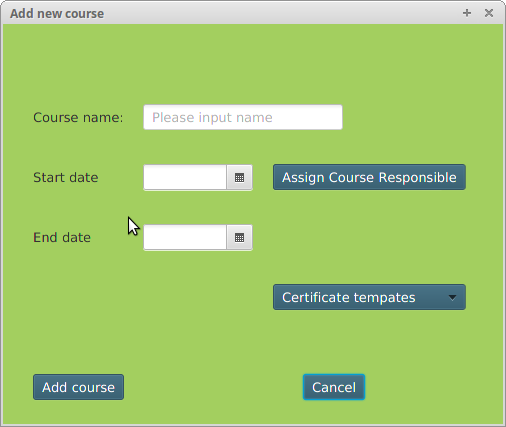 Add new course
Course name: Please input name
Start date Assign Course Responsible
End date
Certificate tempates
Add course Cancel